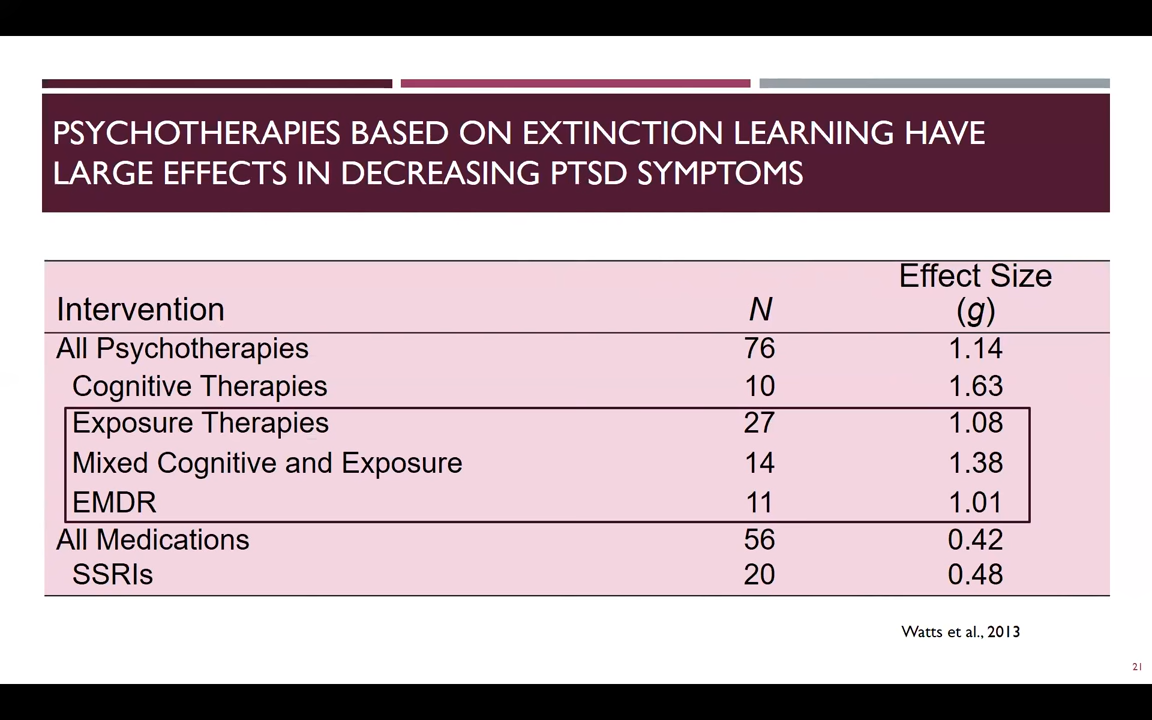 PSYCHOTHERAPIES BASED ON EXTINCTION LEARNING HAVE
LARGE EFFECTS IN DECREASING PTSD SYMPTOMS
Intervention N Effect Size (g)
All Psychotherapies 76 1.14
Cognitive Therapies 10 1.63
Exposure Therapies 27 1.08
Mixed Cognitive and Exposure 14 1.38
EMDR 11 1.01
All Medications 56 0.42
SSRIs 20 0.48
Watts et al., 2013
21